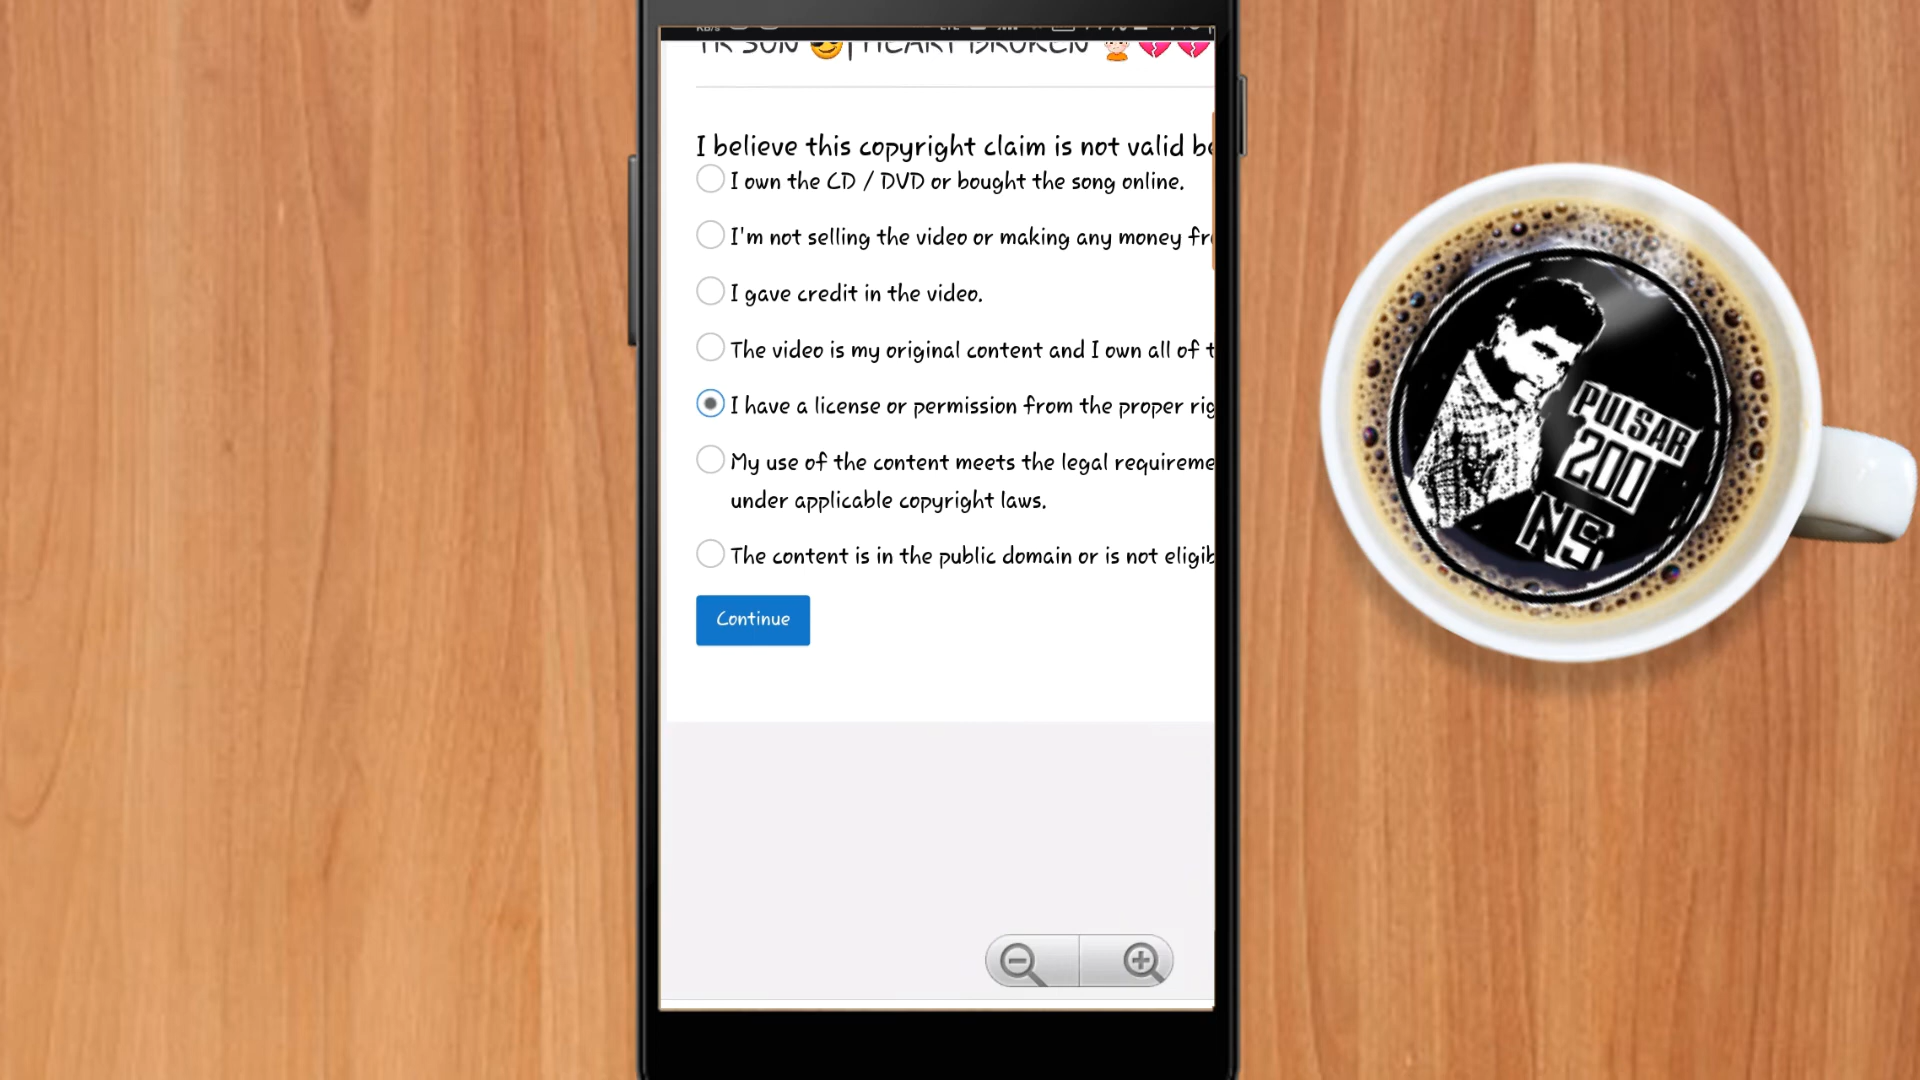 I believe this copyright claim is not valid b
I own the CD / DVD or bought the song online.
I'm not selling the video or making any money fr
I gave credit in the video.
The video is my original content and I own all of t
I have a license or permission from the proper rig
My use of the content meets the legal requireme
under applicable copyright laws.
The content is in the public domain or is not eligib
Continue
PULSAR
200
NS